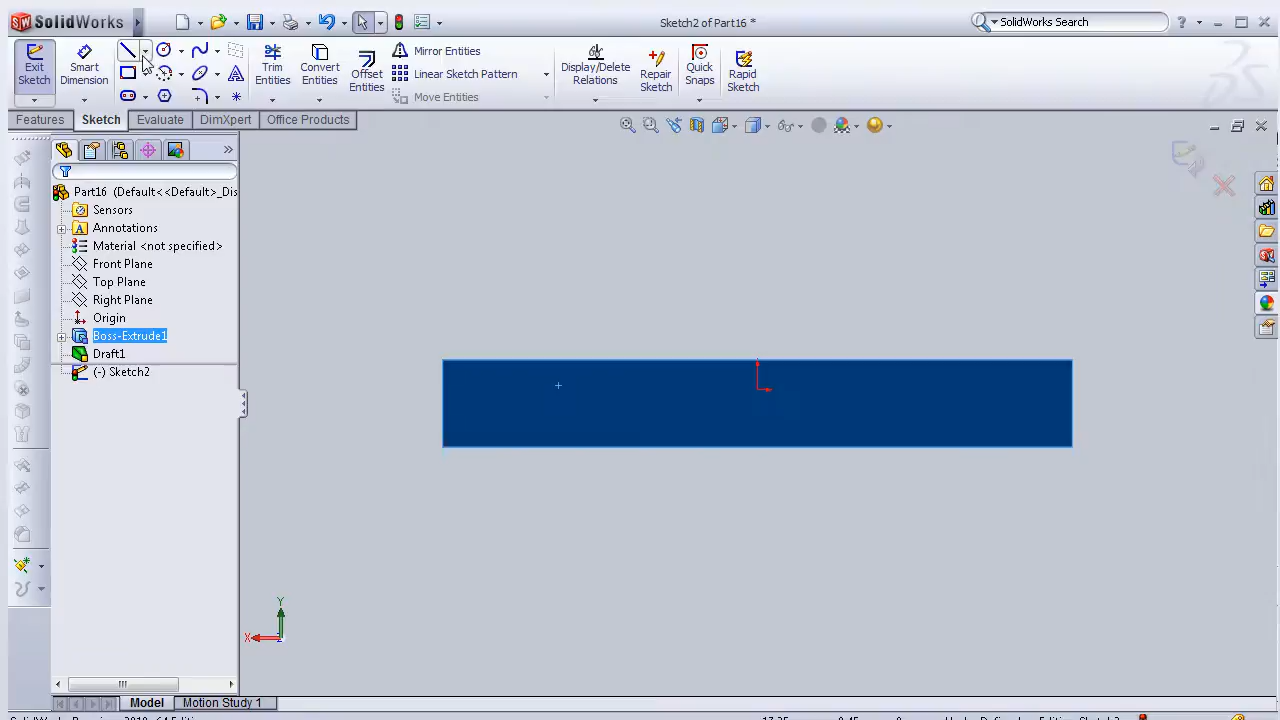 SolidWorks
Sketch2 of Part16 *
SolidWorks Search
Exit Sketch
Smart Dimension
Trim Entities
Convert Entities
Offset Entities
Mirror Entities
Linear Sketch Pattern
Move Entities
Display/Delete Relations
Repair Sketch
Quick Snaps
Rapid Sketch
Features
Sketch
Evaluate
DimXpert
Office Products
Part16 (Default<<Default>_Dis
Sensors
Annotations
Material <not specified>
Front Plane
Top Plane
Right Plane
Origin
Boss-Extrude1
Draft1
(-) Sketch2
Y
X
Model
Motion Study 1